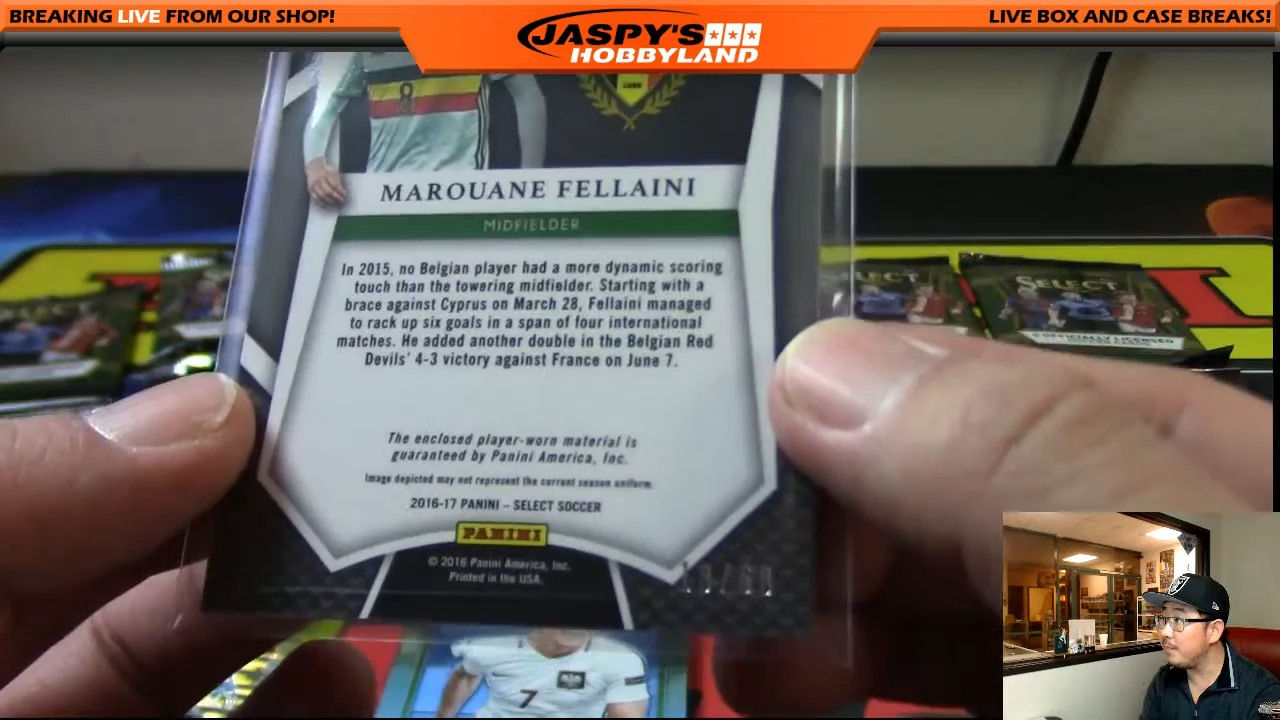 BREAKING LIVE FROM OUR SHOP!
JASPY'S
HOBBYLAND
LIVE BOX AND CASE BREAKS!
8
MAROUANE FELLAINI
MIDFIELDER
In 2015, no Belgian player had a more dynamic scoring
touch than the towering midfielder. Starting with a
brace against Cyprus on March 28, Fellaini managed
to rack up six goals in a span of four international
matches. He added another double in the Belgian Red
Devils' 4-3 victory against France on June 7.
The enclosed player-worn material is
guaranteed by Panini America, Inc.
Image depicted may not represent the current season uniform.
2016-17 PANINI – SELECT SOCCER
PANINI
© 2016 Panini America, Inc.
Printed in the USA.
SELECT
OFFICIALLY LICENSED
7